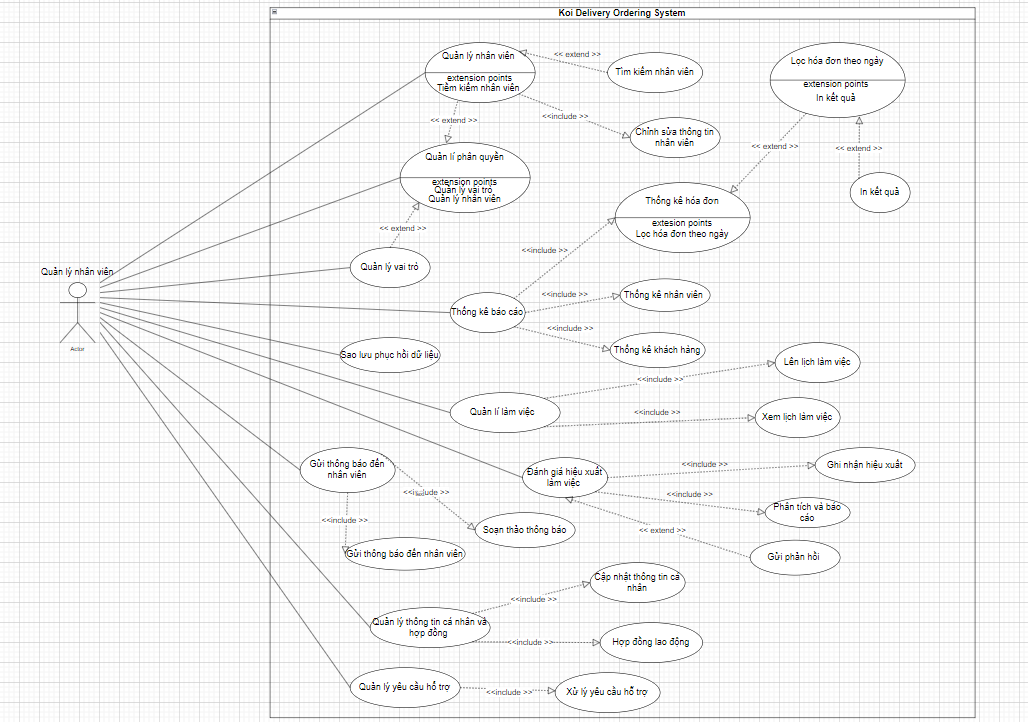 Koi Delivery Ordering System
Quản lý nhân viên
extension points
Tiềm kiếm nhân viên
<< extend >>
Tìm kiếm nhân viên
Lọc hóa đơn theo ngày
extension points
In kết quả
<<include >>
Chỉnh sửa thông tin
nhân viên
<< extend >>
Quản lí phân quyền
extension points
Quản lý vai trò
Quản lý nhân viên
<< extend >>
<< extend >>
In kết quả
Thống kê hóa đơn
extesion points
Lọc hóa đơn theo ngày
<< extend >>
Quản lý vai trò
<<include >>
Quản lý nhân viên
Actor
Thống kê báo cáo
<<include >>
Thống kê nhân viên
<<include >>
Thống kê khách hàng
Sao lưu phục hồi dữ liệu
Lên lịch làm việc
<<include >>
Quản lí làm việc
<<include >>
Xem lịch làm việc
Gửi thông báo đến
nhân viên
Đánh giá hiệu xuất
làm việc
<<include >>
Ghi nhận hiệu xuất
<<include >>
<<include >>
Phân tích và báo
cáo
<<include >>
Soạn thảo thông báo
<< extend >>
Gửi phản hồi
Gửi thông báo đến nhân viên
Cập nhật thông tin cá
nhân
<<include >>
Quản lý thông tin cá nhân và
hợp đồng
<<include >>
Hợp đồng lao động
Quản lý yêu cầu hỗ trợ
<<include >>
Xử lý yêu cầu hỗ trợ